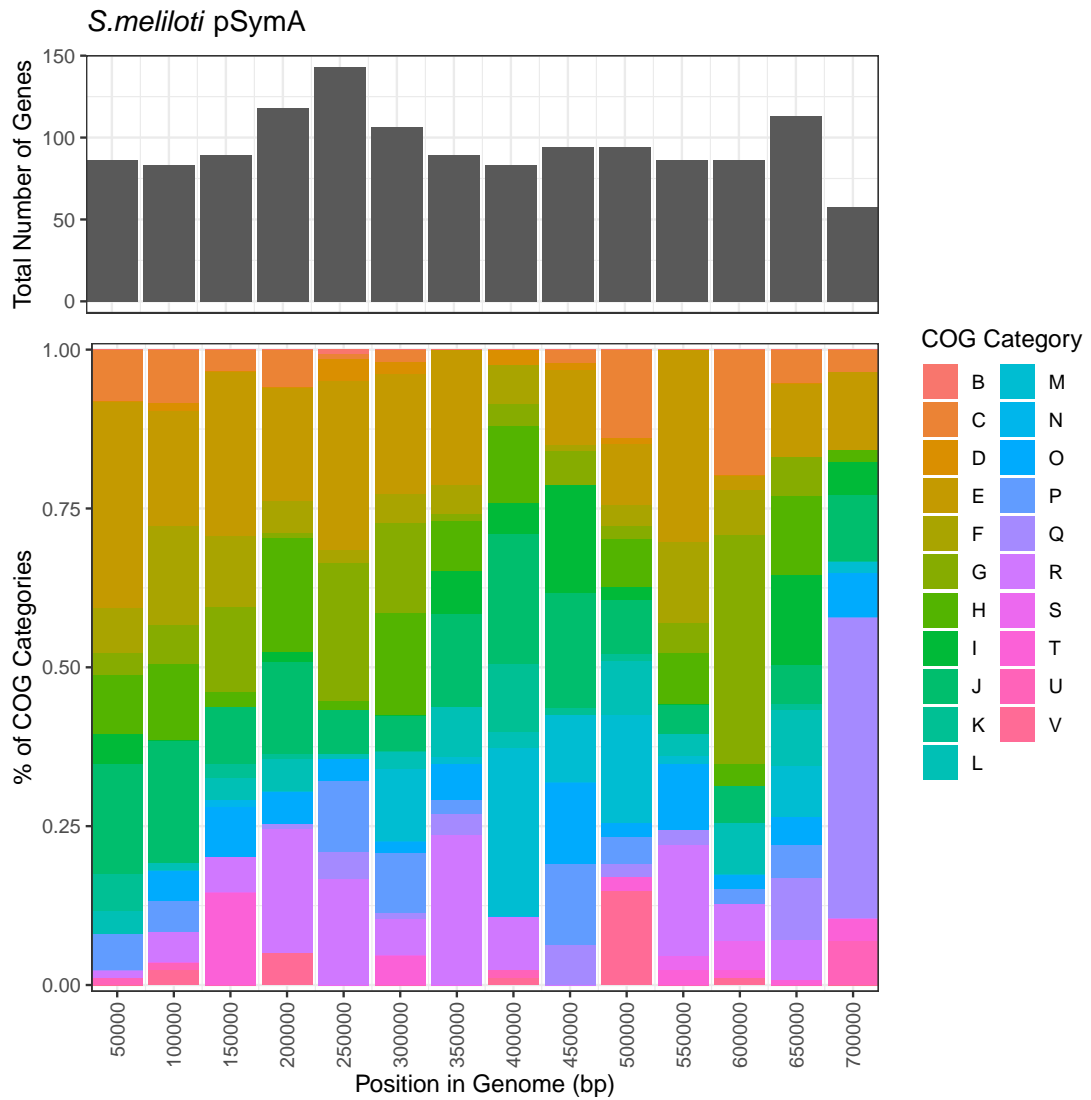 S.meliloti pSymA
Total Number of Genes
150
100
50
0
% of COG Categories
1.00
0.75
0.50
0.25
0.00
50000
100000
150000
200000
250000
300000
350000
400000
450000
500000
550000
600000
650000
700000
Position in Genome (bp)
COG Category
B
C
D
E
F
G
H
I
J
K
L
M
N
O
P
Q
R
S
T
U
V